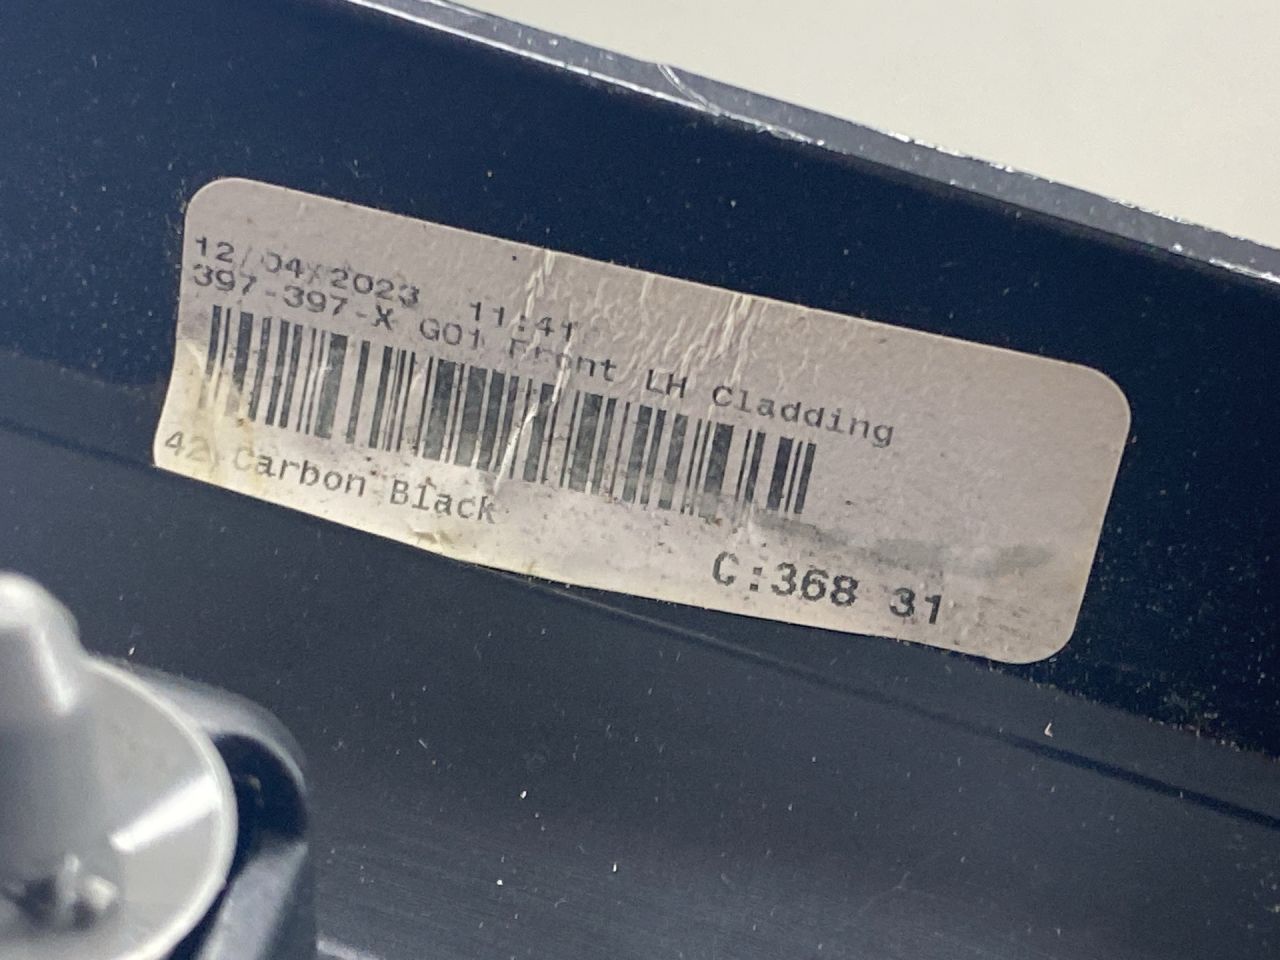 12/04/2023 11:41
397-397-X G01 Front LH Cladding
42 Carbon Black
C:368 31